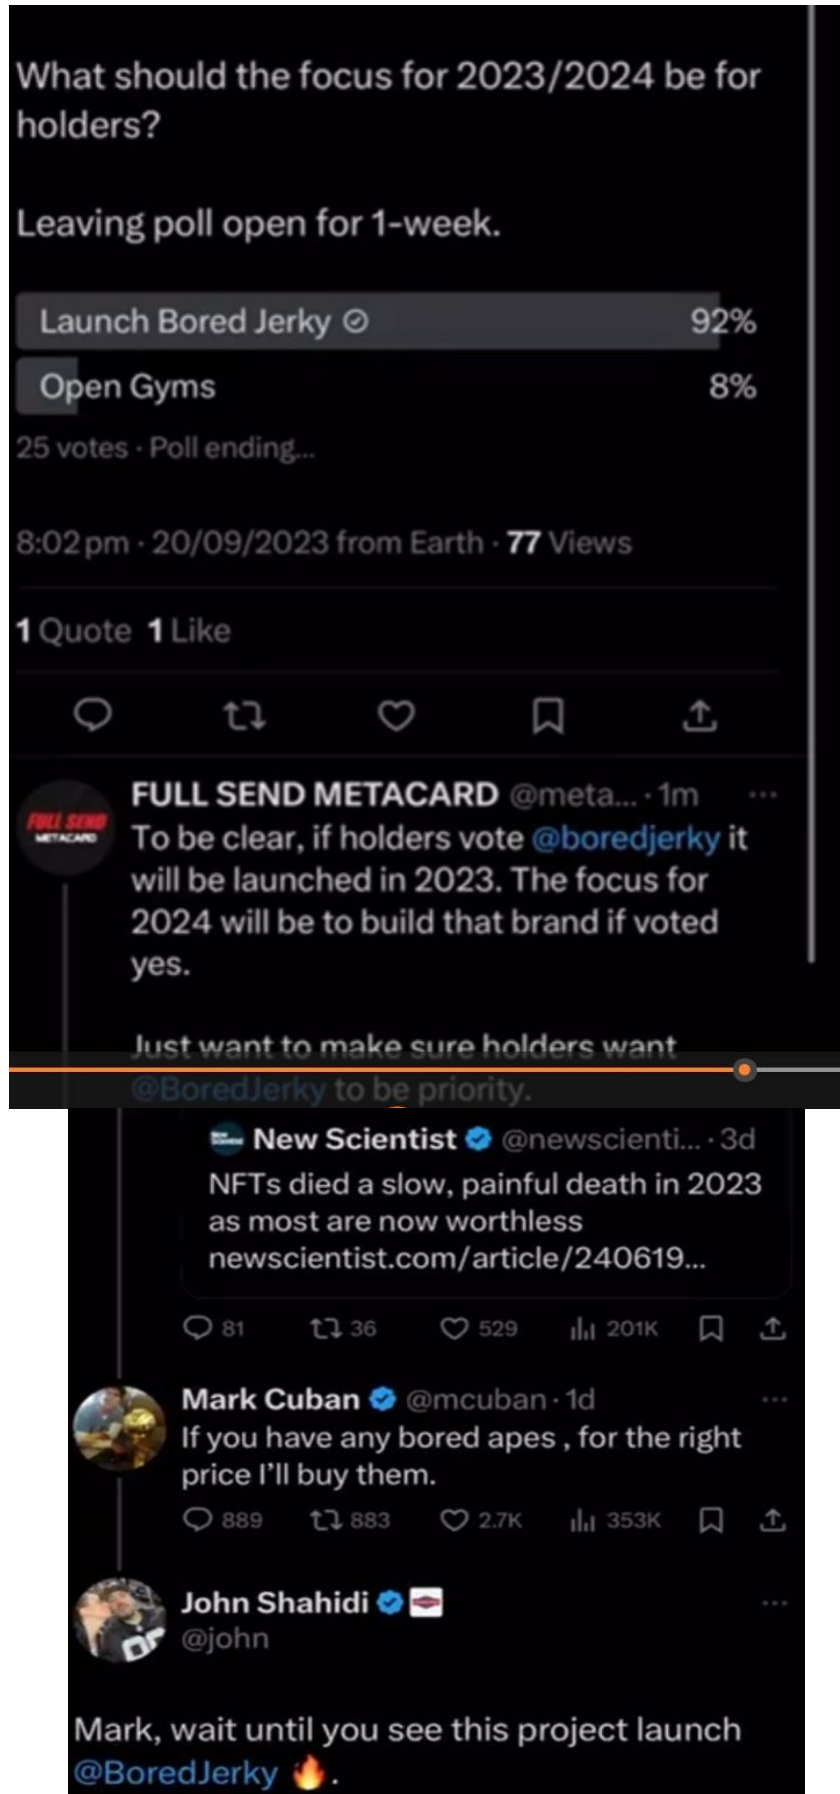 What should the focus for 2023/2024 be for
holders?
Leaving poll open for 1-week.
Launch Bored Jerky 92%
Open Gyms 8%
25 votes · Poll ending...
8:02 pm · 20/09/2023 from Earth · 77 Views
1 Quote 1 Like
FULL SEND
METACARD
FULL SEND METACARD @meta... · 1m
To be clear, if holders vote @boredjerky it
will be launched in 2023. The focus for
2024 will be to build that brand if voted
yes.
Just want to make sure holders want
@BoredJerky to be priority.
New Scientist @newscienti... · 3d
NFTs died a slow, painful death in 2023
as most are now worthless
newscientist.com/article/240619...
81 36 529 201K
Mark Cuban @mcuban · 1d
If you have any bored apes , for the right
price I'll buy them.
889 883 2.7K 353K
John Shahidi
@john
Mark, wait until you see this project launch
@BoredJerky 🔥.